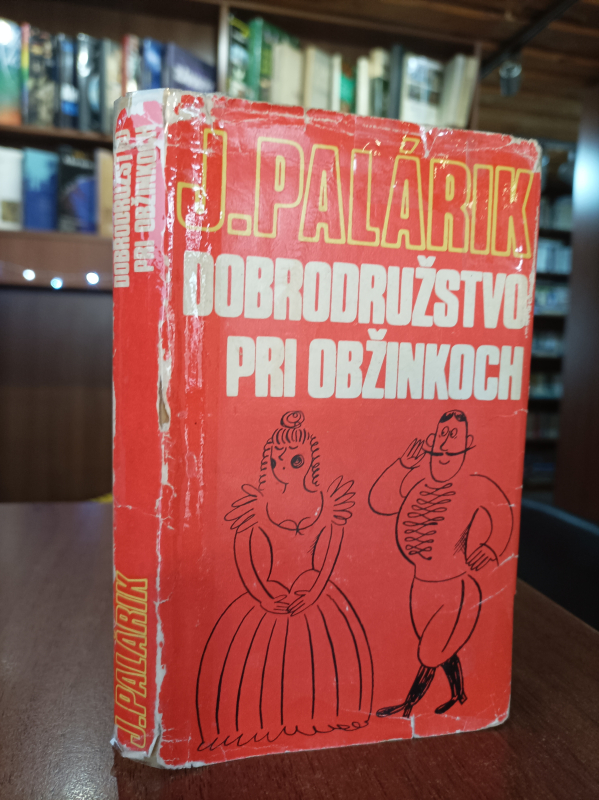 J. PALÁRIK
DOBRODRUŽSTVO
PRI OBŽINKOCH
DOBRODRUŽSTVO
PRI OBŽINKOCH
J. PALÁRIK